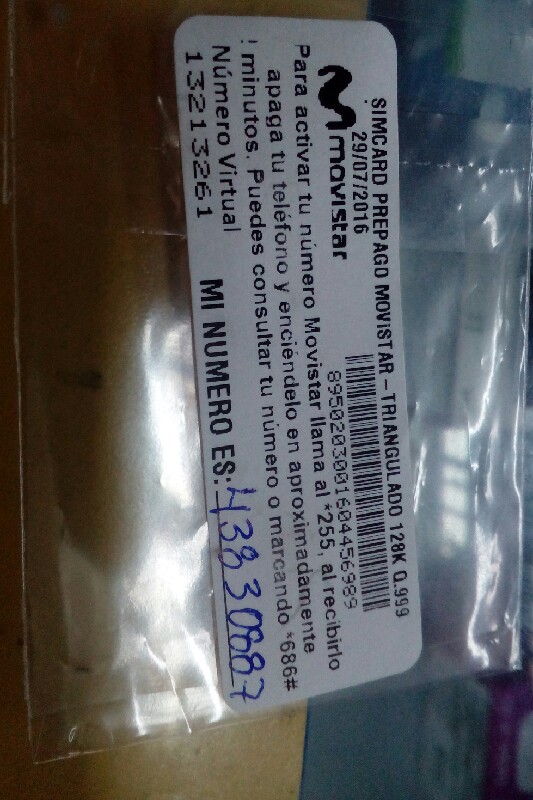 SIMCARD PREPAGO MOVISTAR - TRIANGULADO 128K Q.999
29/07/2016
movistar
8950203001604456989
Para activar tu número Movistar llama al *255, al recibirlo
apaga tu teléfono y enciéndelo en aproximadamente
! minutos. Puedes consultar tu número o marcando *686#
Número Virtual
13213261 MI NUMERO ES: 43830687